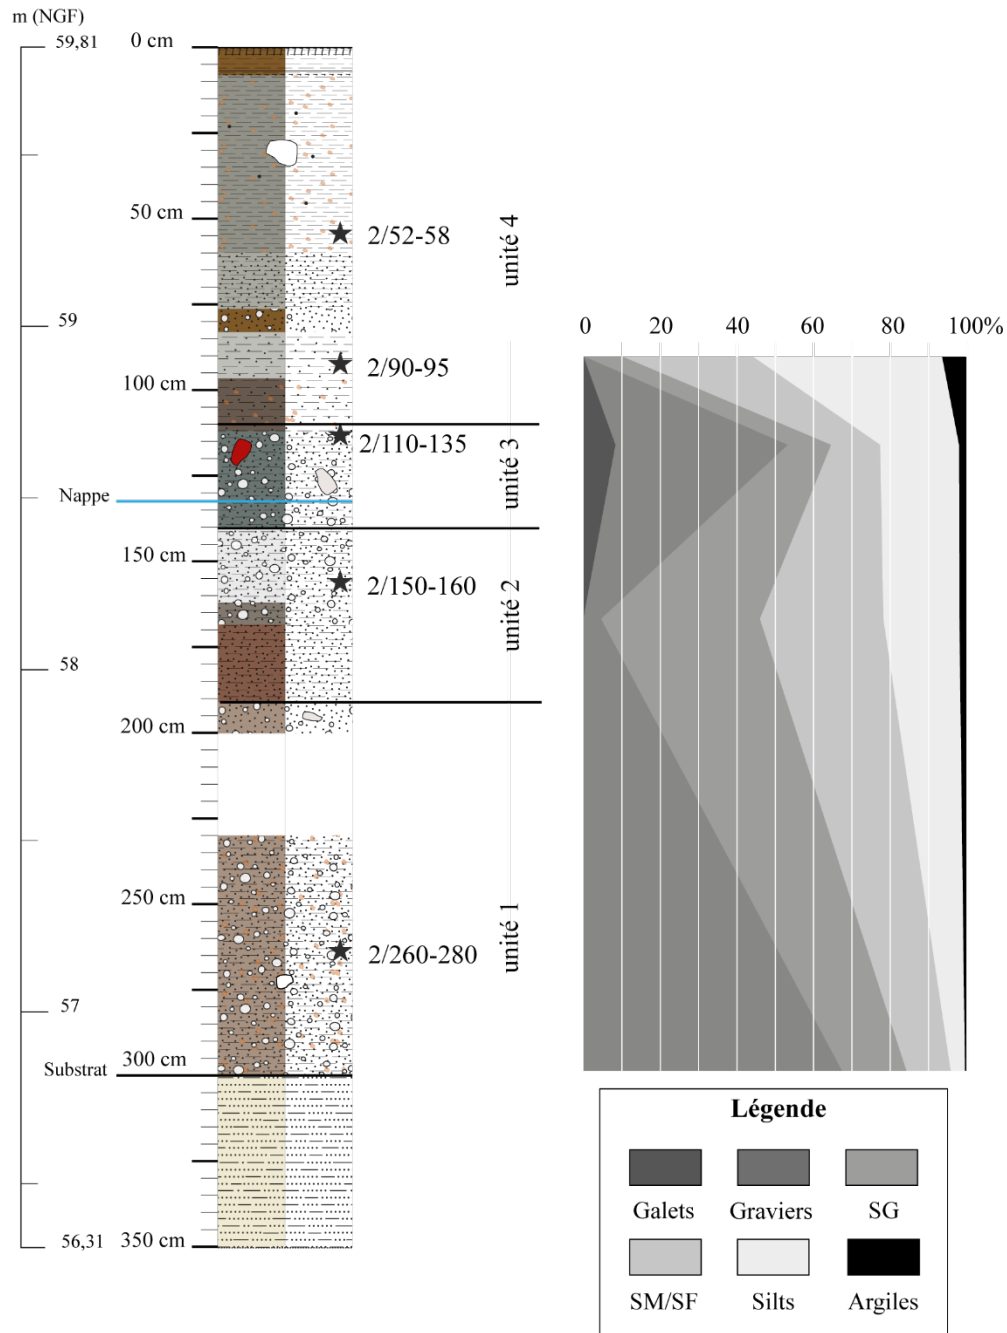 m (NGF)
59,81
0 cm
50 cm
2/52-58
unité 4
59
0 20 40 60 80 100%
2/90-95
100 cm
2/110-135
unité 3
Nappe
150 cm
2/150-160
unité 2
58
200 cm
250 cm
unité 1
2/260-280
57
300 cm
Substrat
56,31
350 cm
Légende
Galets Graviers SG
SM/SF Silts Argiles